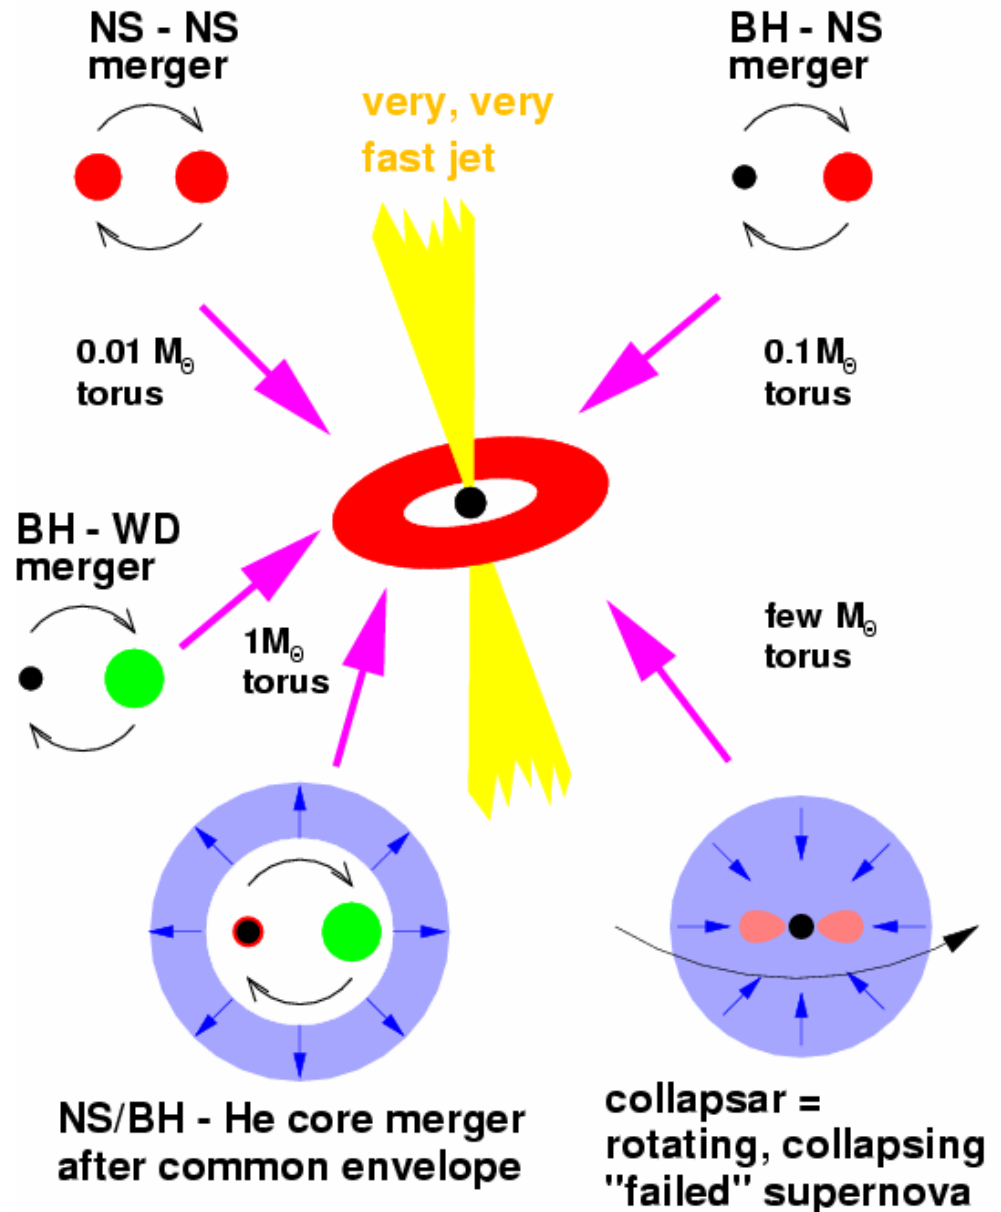 NS - NS
merger
BH - NS
merger
very, very
fast jet
0.01 M☉
torus
0.1M☉
torus
BH - WD
merger
1M☉
torus
few M☉
torus
NS/BH - He core merger
after common envelope
collapsar =
rotating, collapsing
"failed" supernova